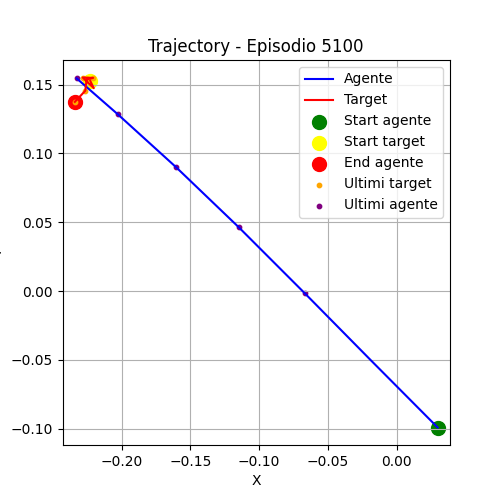 Trajectory - Episodio 5100
Agente
Target
Start agente
Start target
End agente
Ultimi target
Ultimi agente
0.15
0.10
0.05
0.00
−0.05
−0.10
−0.20
−0.15
−0.10
−0.05
0.00
X